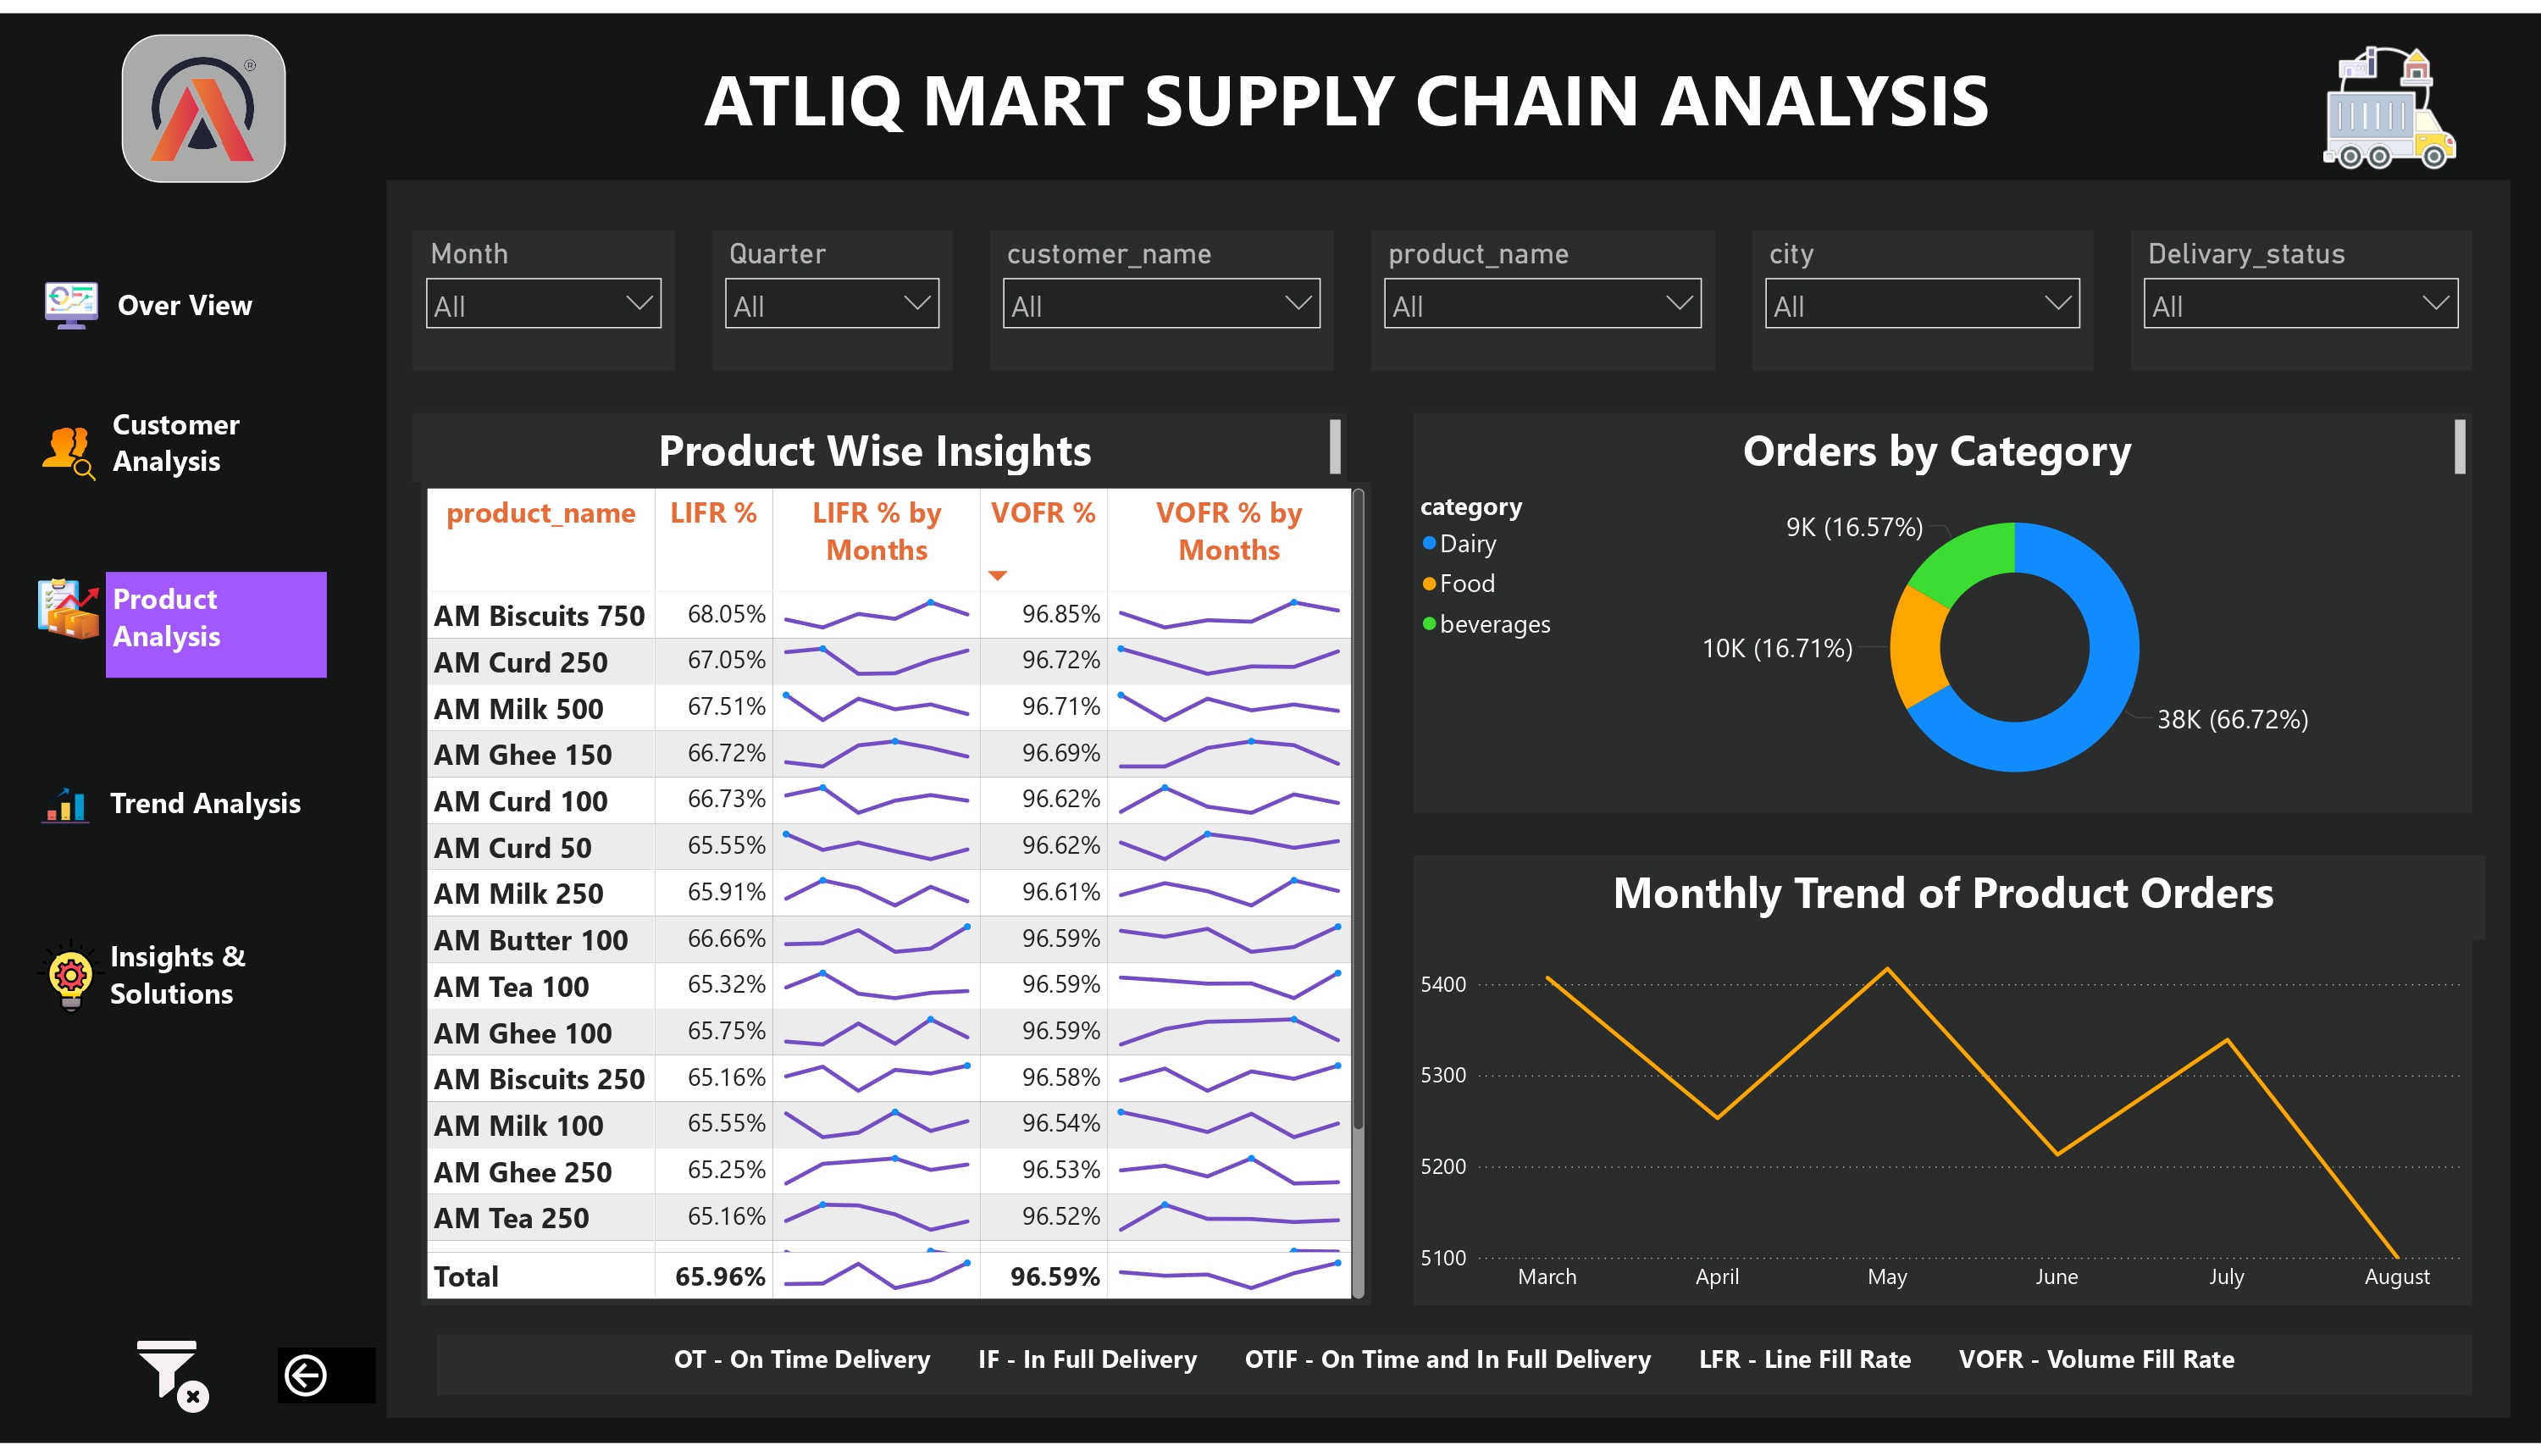 ATLIQ MART SUPPLY CHAIN ANALYSIS
®
Over View
Customer
Analysis
Product
Analysis
Trend Analysis
Insights &
Solutions
Month
All
Quarter
All
customer_name
All
product_name
All
city
All
Delivary_status
All
Product Wise Insights
product_name LIFR % LIFR % by VOFR % VOFR % by
Months Months
AM Biscuits 750 68.05% 96.85%
AM Curd 250 67.05% 96.72%
AM Milk 500 67.51% 96.71%
AM Ghee 150 66.72% 96.69%
AM Curd 100 66.73% 96.62%
AM Curd 50 65.55% 96.62%
AM Milk 250 65.91% 96.61%
AM Butter 100 66.66% 96.59%
AM Tea 100 65.32% 96.59%
AM Ghee 100 65.75% 96.59%
AM Biscuits 250 65.16% 96.58%
AM Milk 100 65.55% 96.54%
AM Ghee 250 65.25% 96.53%
AM Tea 250 65.16% 96.52%
Total 65.96% 96.59%
Orders by Category
category
Dairy
Food
beverages
9K (16.57%)
10K (16.71%)
38K (66.72%)
Monthly Trend of Product Orders
5400
5300
5200
5100
March April May June July August
OT - On Time Delivery IF - In Full Delivery OTIF - On Time and In Full Delivery LFR - Line Fill Rate VOFR - Volume Fill Rate